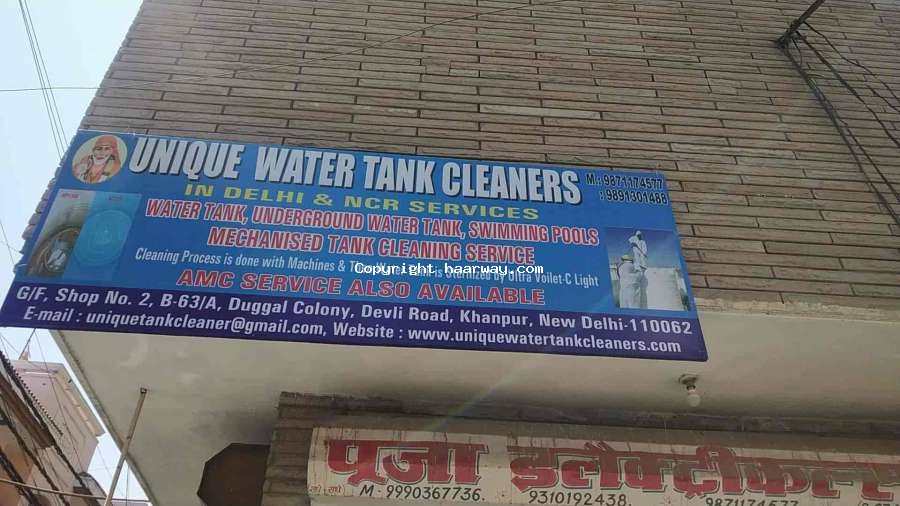 UNIQUE WATER TANK CLEANERS
M.: 9871174577
: 9891301488
IN DELHI & NCR SERVICES
WATER TANK, UNDERGROUND WATER TANK, SWIMMING POOLS
MECHANISED TANK CLEANING SERVICE
Cleaning Process is done with Machines & is Sterilized by Ultra Voilet-C Light
Copyright baarway.com
AMC SERVICE ALSO AVAILABLE
G/F, Shop No. 2, B-63/A, Duggal Colony, Devli Road, Khanpur, New Delhi-110062
E-mail : uniquetankcleaner@gmail.com, Website : www.uniquewatertankcleaners.com
पूजा इलैक्ट्रीकल्स
M - 9990367736. 9310192438. 9871174577